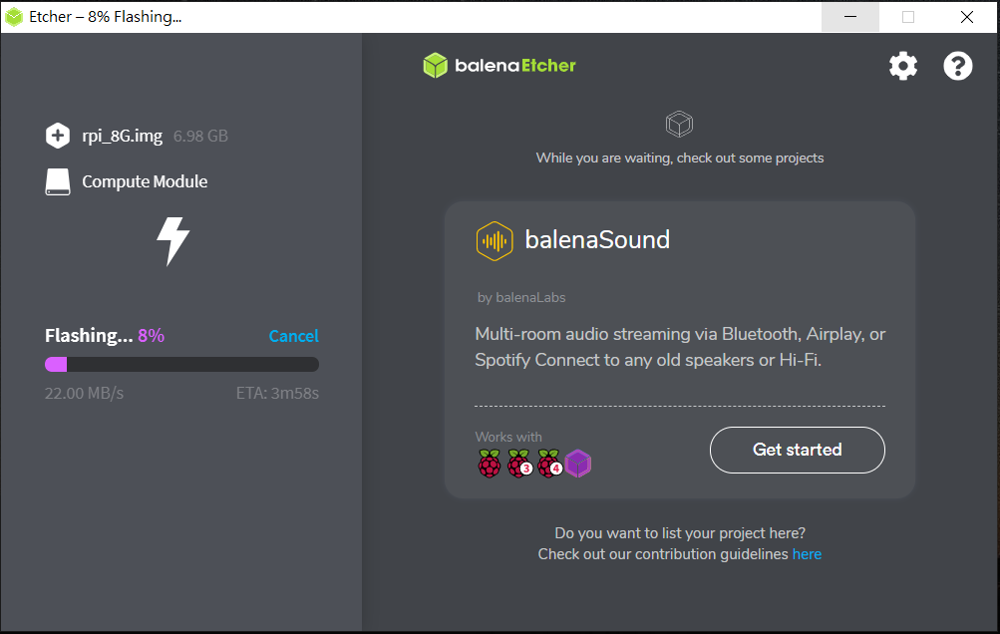 Etcher – 8% Flashing...
balenaEtcher
rpi_8G.img 6.98 GB
Compute Module
Flashing... 8% Cancel
22.00 MB/s ETA: 3m58s
While you are waiting, check out some projects
balenaSound
by balenaLabs
Multi-room audio streaming via Bluetooth, Airplay, or
Spotify Connect to any old speakers or Hi-Fi.
Works with
3
4
Get started
Do you want to list your project here?
Check out our contribution guidelines here